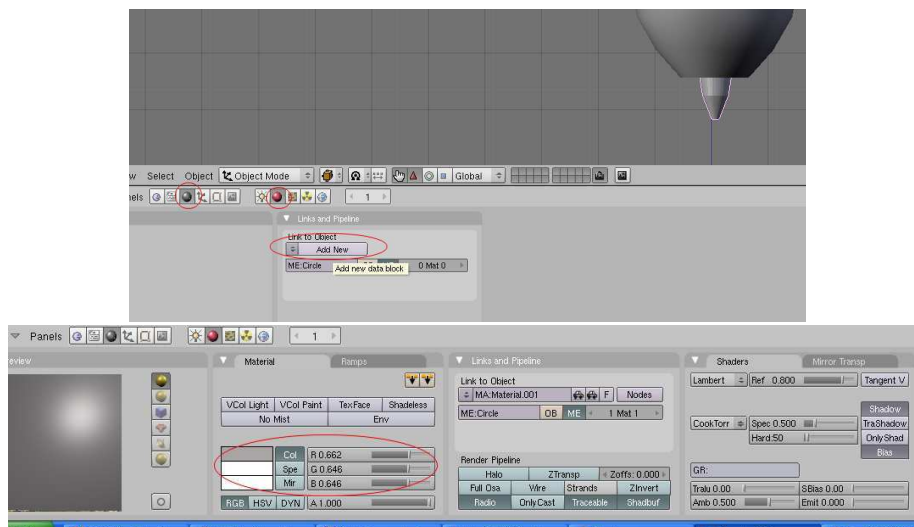 w Select Object Object Mode Global
nels 1
Links and Pipeline
Link to Object
Add New
ME:Circle 0 Mat 0
Add new data block
Panels 1
review Material Ramps Links and Pipeline Shaders Mirror Transp
Link to Object Lambert Ref 0.800 Tangent V
MA:Material.001 F Nodes
VCol Light VCol Paint TexFace Shadeless ME:Circle OB ME 1 Mat 1 Shadow
No Mist Env CookTorr Spec 0.500 TraShadow
Hard:50 OnlyShad
Col R 0.662 Bias
Spe G 0.646 Render Pipeline
Mir B 0.646 Halo ZTransp Zoffs: 0.000 GR:
Full Osa Wire Strands ZInvert Tralu 0.00 SBias 0.00
RGB HSV DYN A 1.000 Radio OnlyCast Traceable Shadbuf Amb 0.500 Emit 0.000